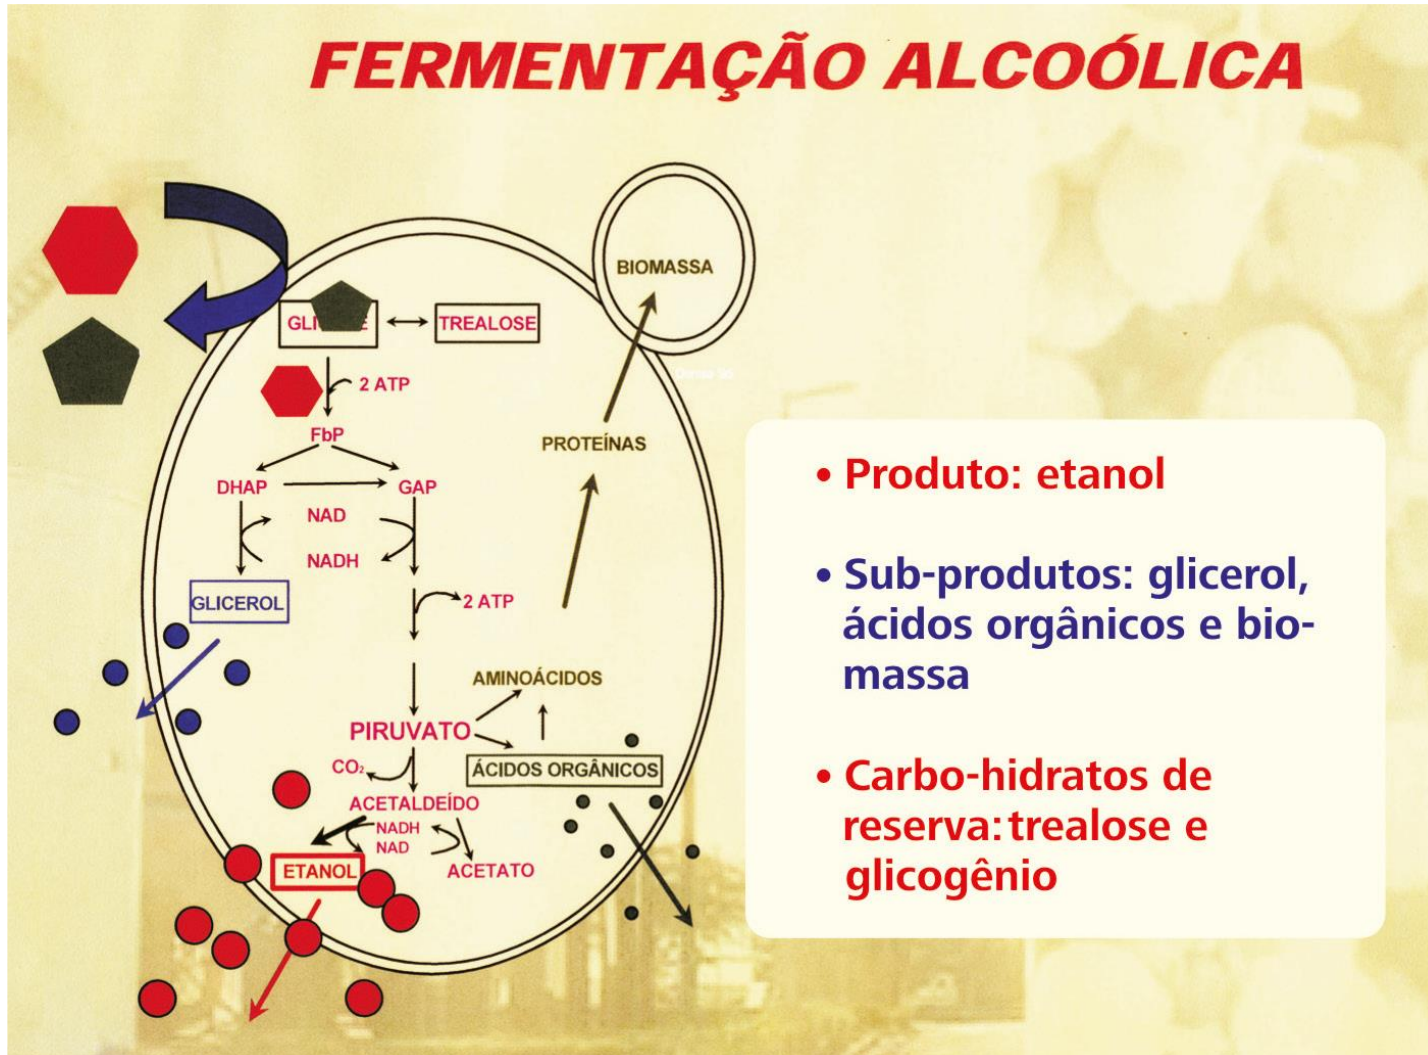 FERMENTAÇÃO ALCOÓLICA
BIOMASSA
TREALOSE
2 ATP
FbP
PROTEÍNAS
DHAP
GAP
NAD
NADH
GLICEROL
2 ATP
AMINOÁCIDOS
PIRUVATO
CO₂
ÁCIDOS ORGÂNICOS
ACETALDEÍDO
NADH
NAD
ETANOL
ACETATO
• Produto: etanol
• Sub-produtos: glicerol,
ácidos orgânicos e bio-
massa
• Carbo-hidratos de
reserva: trealose e
glicogênio